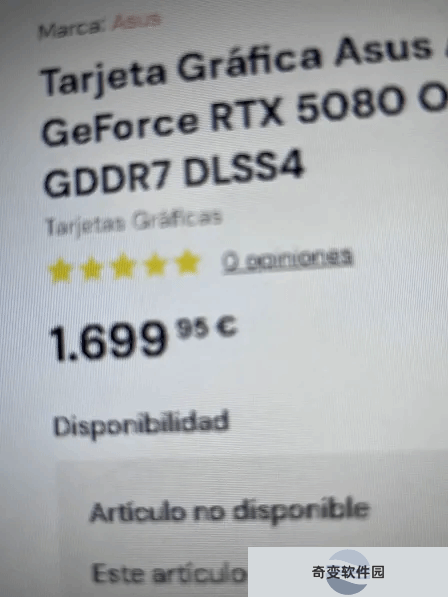 Marca: Asus
Tarjeta Gráfica Asus
GeForce RTX 5080
GDDR7 DLSS4
Tarjetas Gráficas
0 opiniones
1.699 95 €
Disponibilidad
Artículo no disponible
Este artículo
奇变软件园